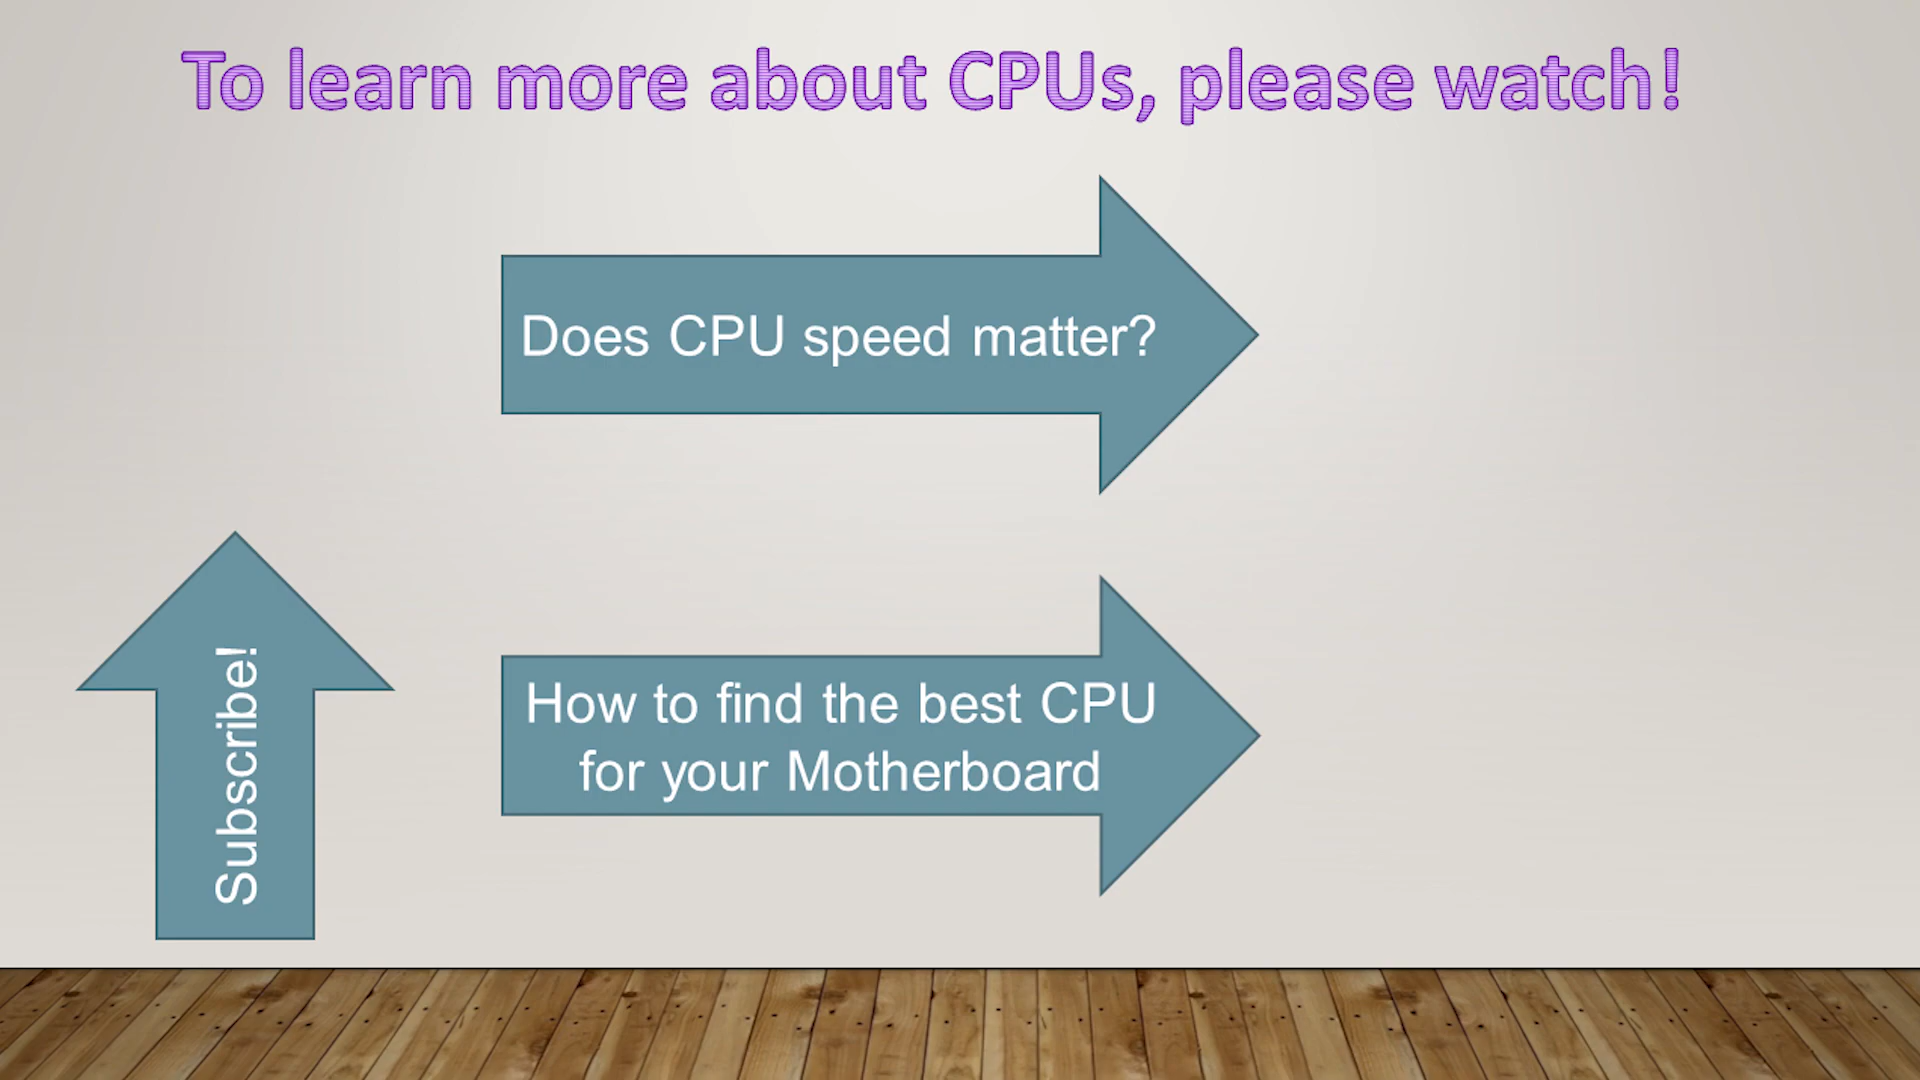 To learn more about CPUs, please watch!
Does CPU speed matter?
Subscribe!
How to find the best CPU
for your Motherboard